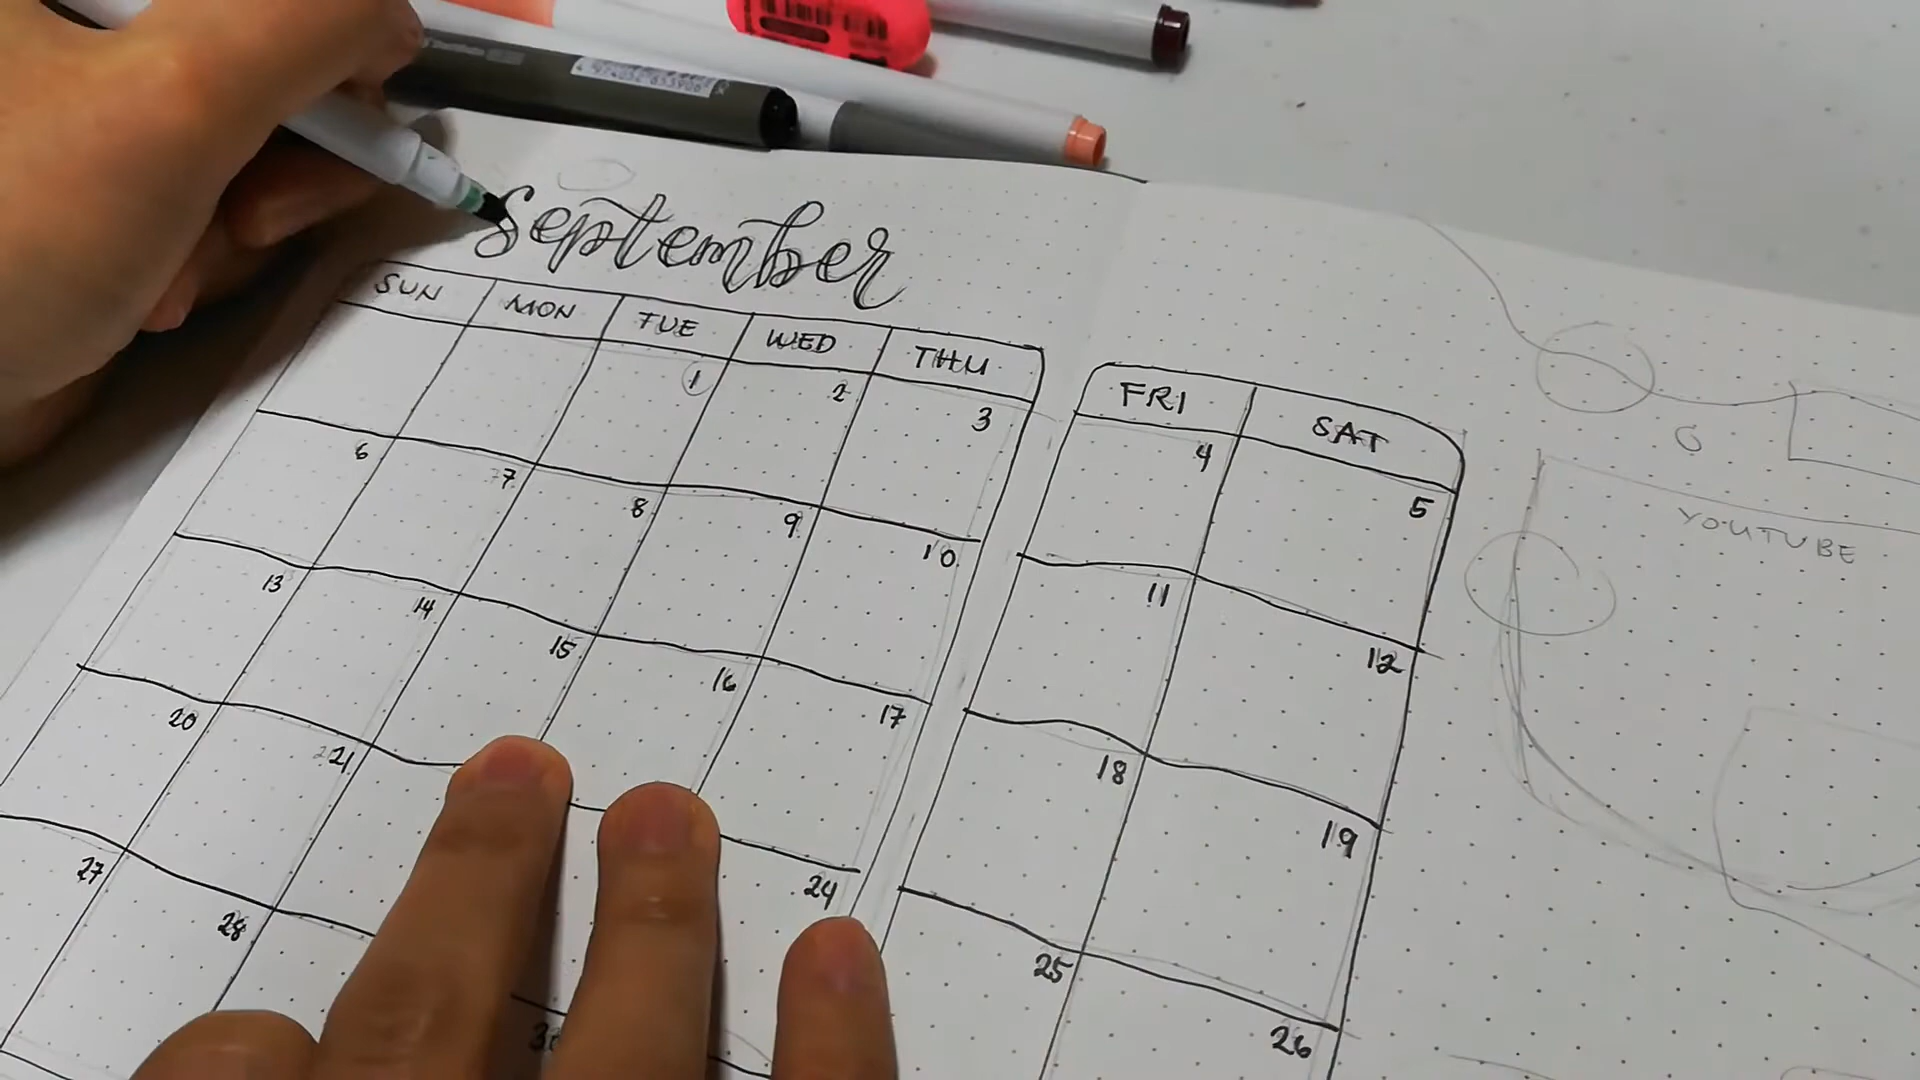 September
SUN MON TUE WED THU FRI SAT
1 2 3 4 5
6 7 8 9 10 11 12
13 14 15 16 17 18 19
20 21 24 25 26
27 28 30
YOUTUBE